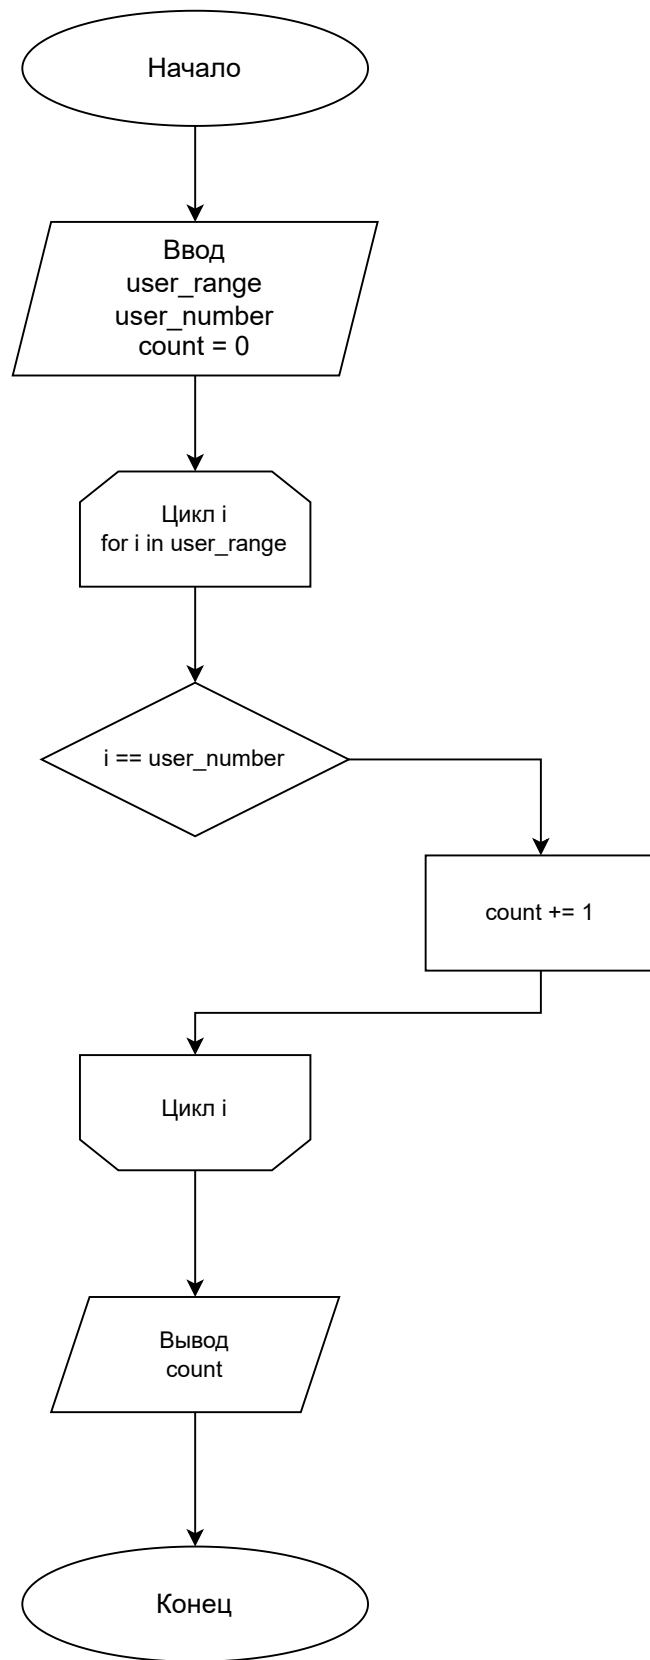 Начало
Ввод
user_range
user_number
count = 0
Цикл i
for i in user_range
i == user_number
count += 1
Цикл i
Вывод
count
Конец